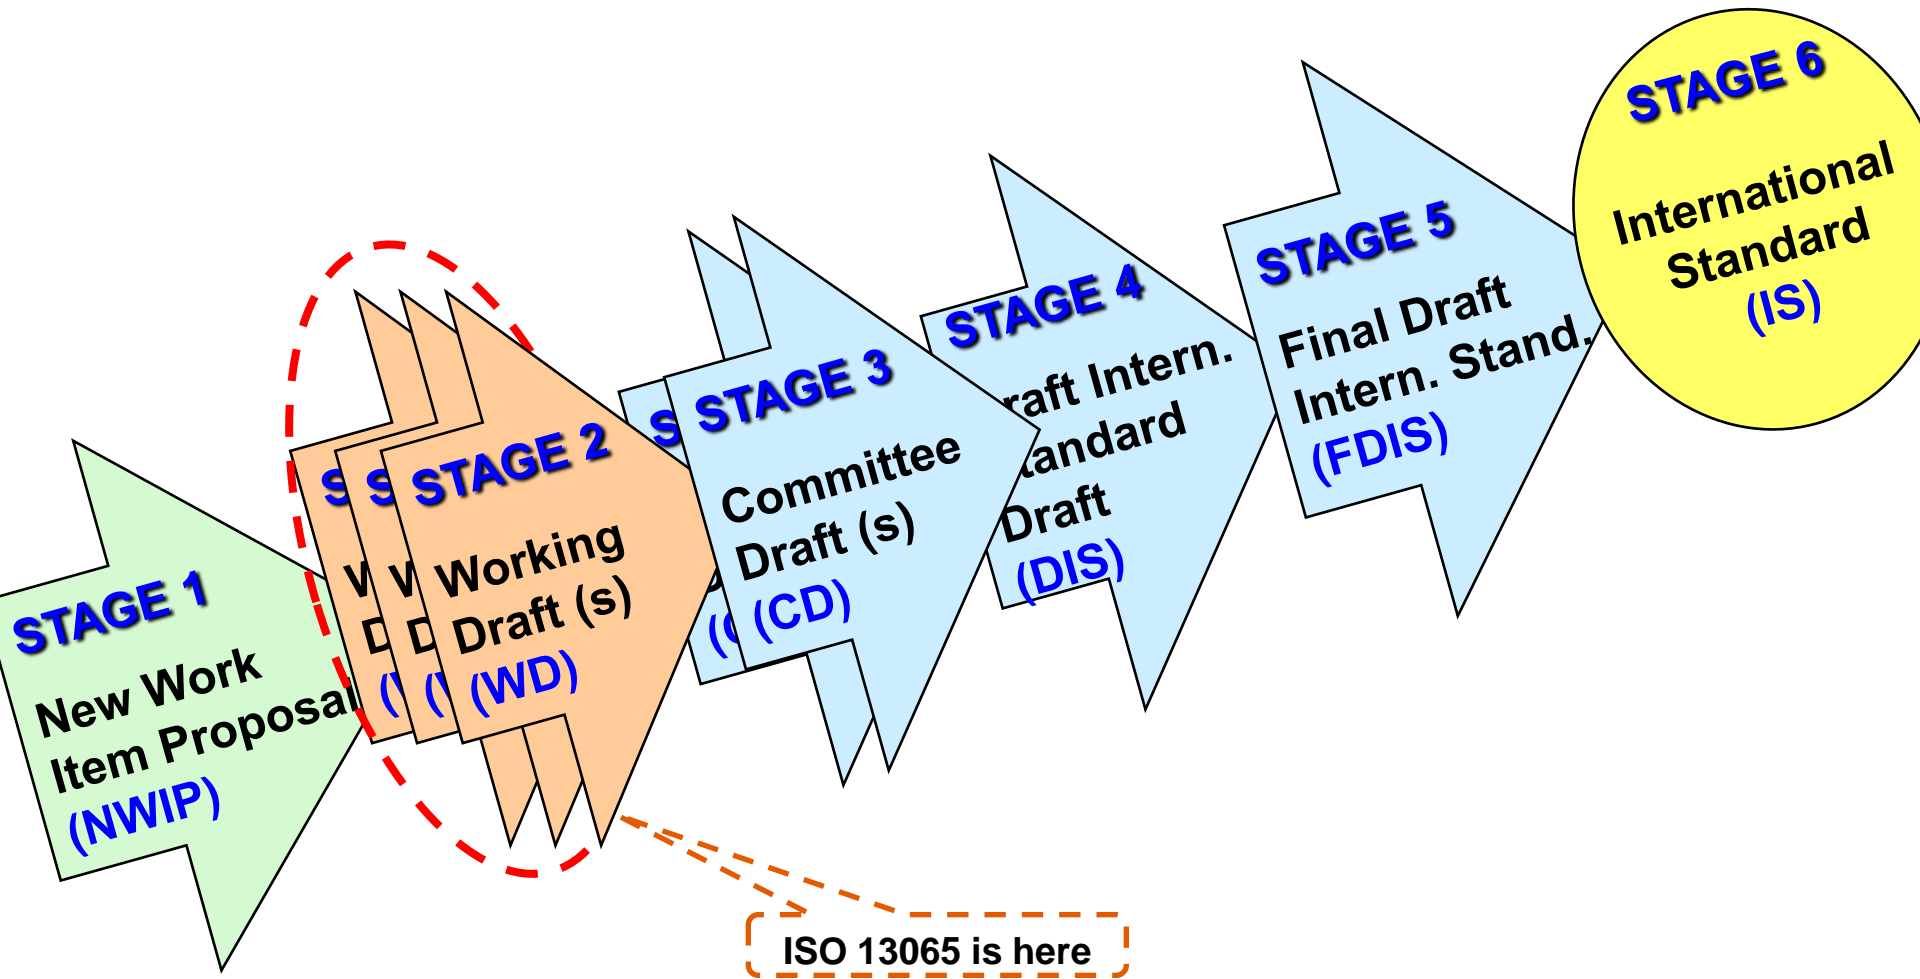 STAGE 1
New Work
Item Proposal
(NWIP)
STAGE 2
Working
Draft (s)
(WD)
STAGE 3
Committee
Draft (s)
(CD)
STAGE 4
raft Intern.
tandard
Draft
(DIS)
STAGE 5
Final Draft
Intern. Stand.
(FDIS)
STAGE 6
International
Standard
(IS)
ISO 13065 is here